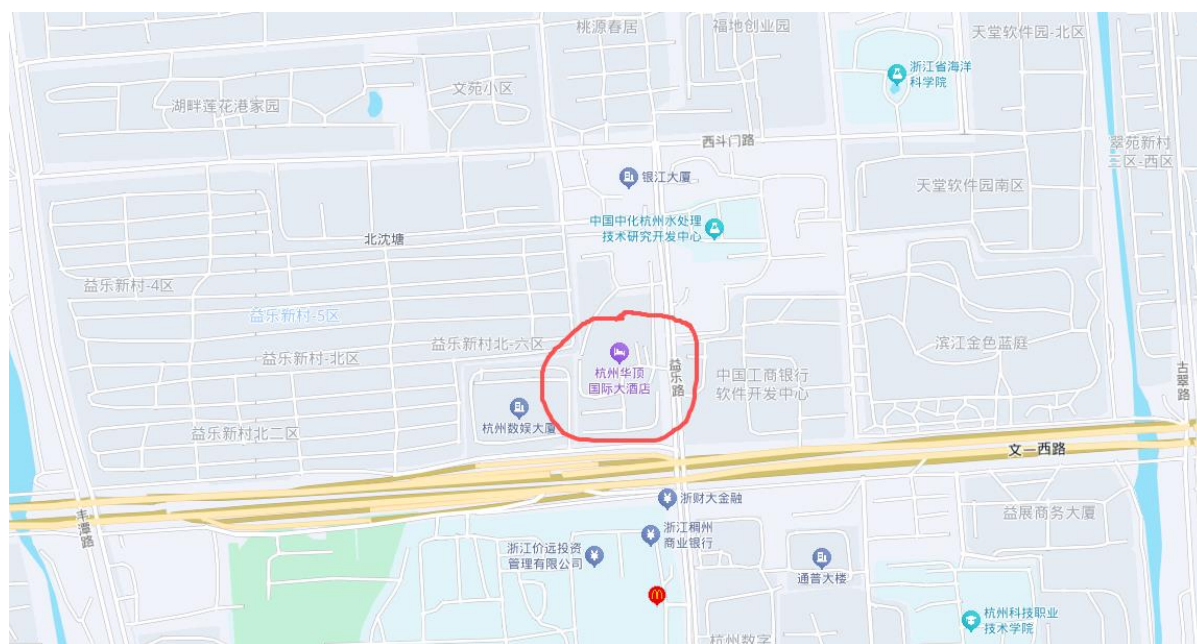 桃源春居
福地创业园
天堂软件园-北区
浙江省海洋
科学院
文苑小区
湖畔莲花港家园
西斗门路
翠苑新村
三区-西区
银江大厦
天堂软件园南区
中国中化杭州水处理
技术研究开发中心
北沈塘
益乐新村-4区
益乐新村-5区
益乐新村北-六区
滨江金色蓝庭
益乐新村-北区
杭州华顶
国际大酒店
益乐路
中国工商银行
软件开发中心
古翠路
杭州数娱大厦
益乐新村北二区
文一西路
浙财大金融
丰潭路
益展商务大厦
浙江稠州
商业银行
浙江价远投资
管理有限公司
通普大楼
杭州科技职业
技术学院
杭州数字